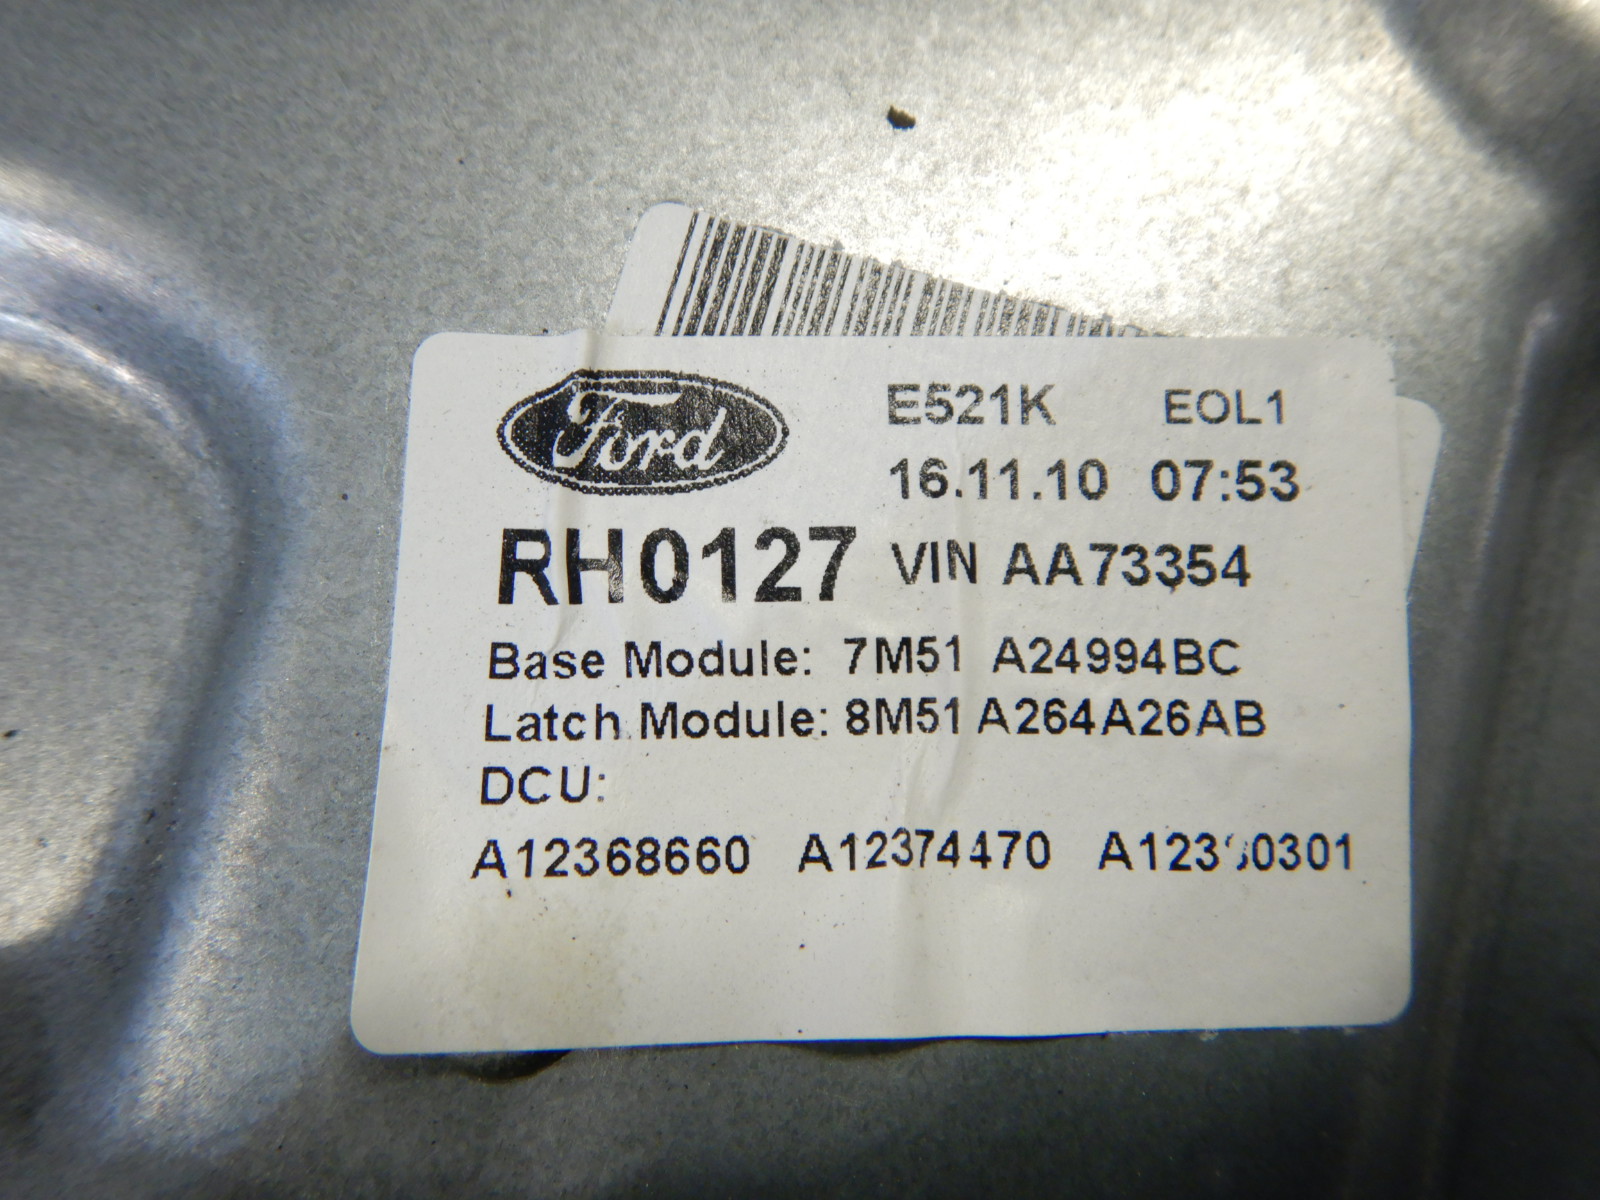 Ford E521K EOL1
16.11.10 07:53
RH0127 VIN AA73354
Base Module: 7M51 A24994BC
Latch Module: 8M51 A264A26AB
DCU:
A12368660 A12374470